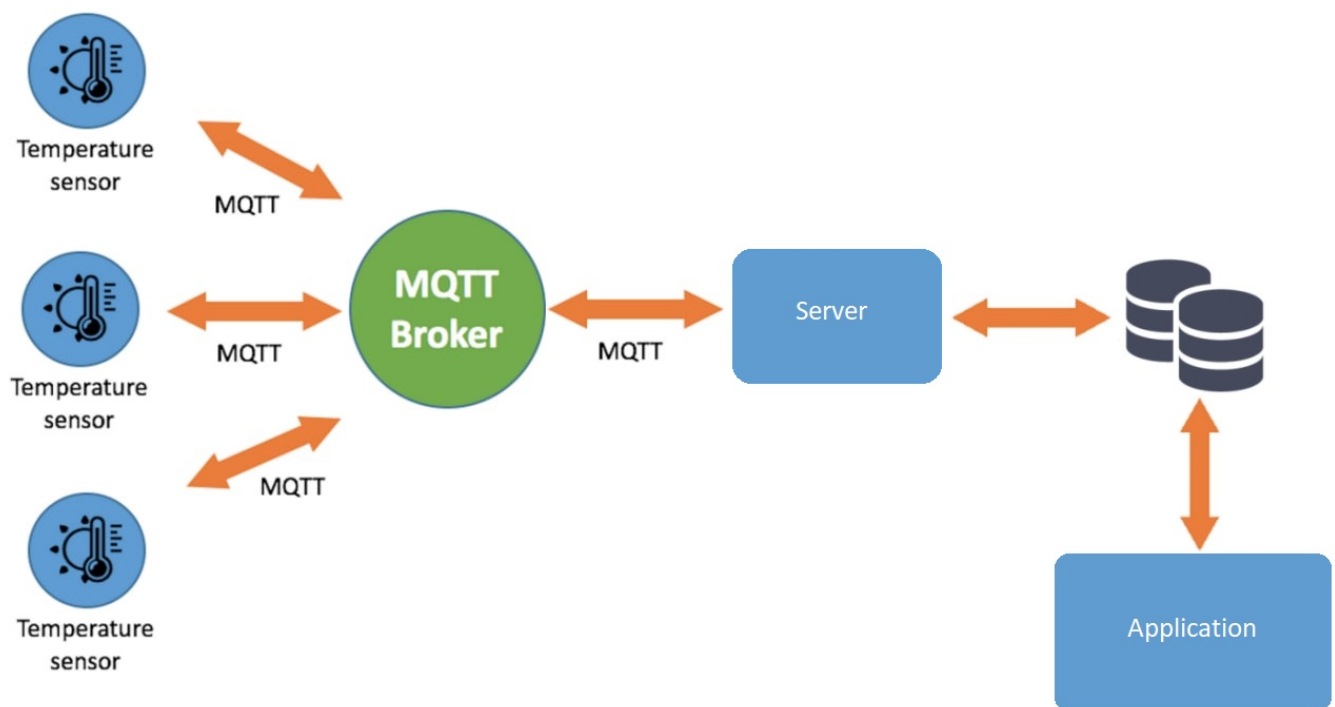 Temperature
sensor
MQTT
Temperature
sensor
MQTT
MQTT
Broker
MQTT
Server
MQTT
Temperature
sensor
Application